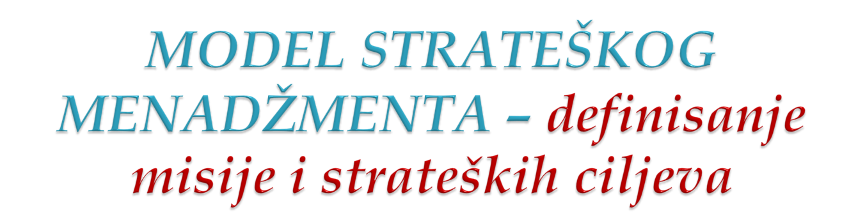 MODEL STRATEŠKOG
MENADŽMENTA – definisanje
misije i strateških ciljeva